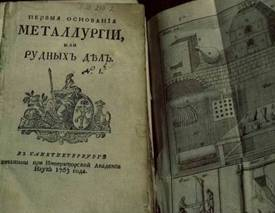 ПЕРВЫЯ ОСНОВАНІЯ
МЕТАЛЛУРГІИ,
ИЛИ
РУДНЫХЪ ДѢЛЪ.
ВЪ САНКТПЕТЕРБУРГѢ
печатаны при Императорской Академіи
Наукъ 1763 года.